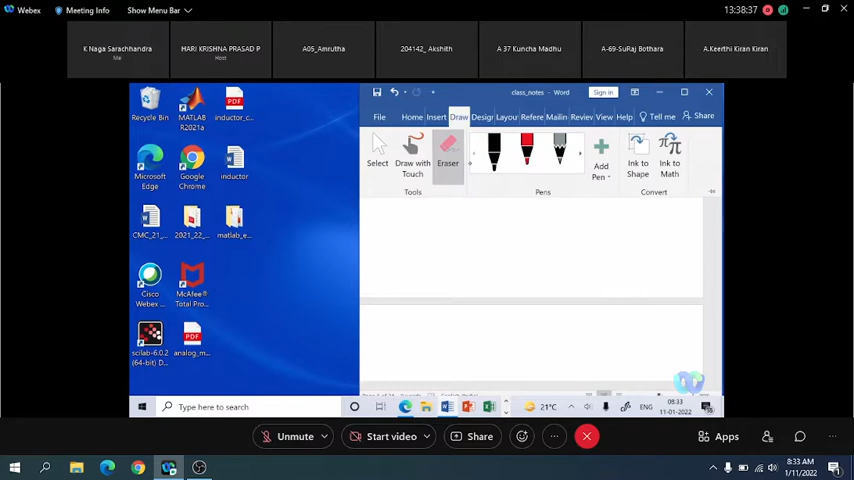 Webex
Meeting Info
Show Menu Bar
13:38:37
K Naga Sarachhandra
Me
HARI KRISHNA PRASAD P
Host
A05_Amrutha
204142_ Akshith
A 37 Kuncha Madhu
A-69-SuRaj Bothara
A.Keerthi Kiran Kiran
class_notes - Word
Sign in
File
Home
Insert
Draw
Design
Layou
Refere
Mailin
Review
View
Help
Tell me
Share
Recycle Bin
MATLAB
R2021a
inductor_c...
Select
Draw with
Touch
Eraser
Add
Pen
Ink to
Shape
Ink to
Math
Tools
Pens
Convert
Microsoft
Edge
Google
Chrome
inductor
CMC_21_...
2021_22_...
matlab_e...
Cisco
Webex ...
McAfee®
Total Pro...
scilab-6.0.2
(64-bit) D...
analog_m...
Type here to search
21°C
ENG
08:33
11-01-2022
Unmute
Start video
Share
Apps
8:33 AM
1/11/2022